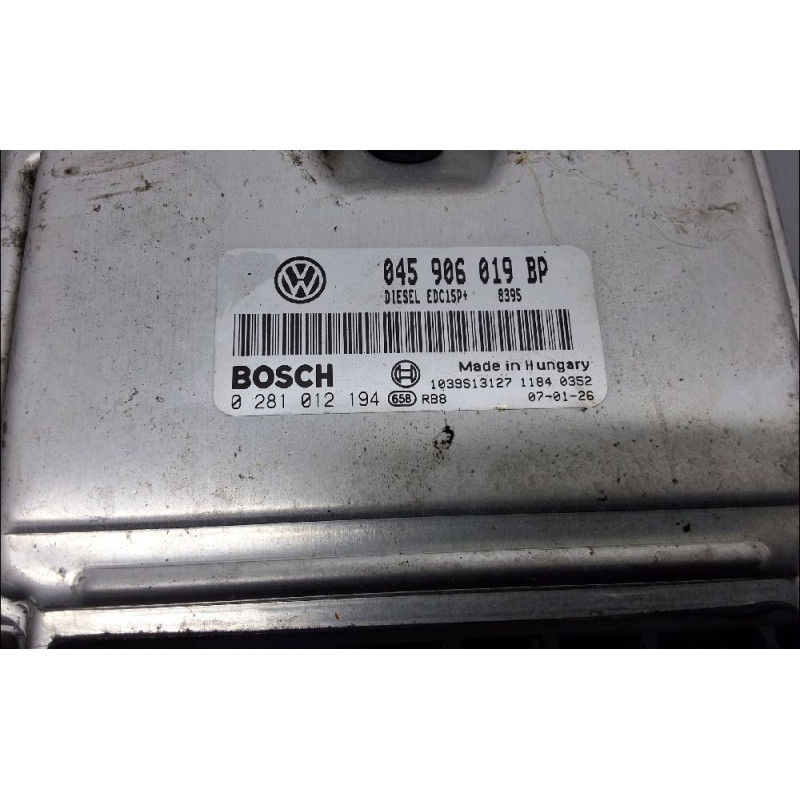 045 906 019 BP
DIESEL EDC15P+ 8395
BOSCH
Made in Hungary
1039S13127 1184 0352
0 281 012 194 65B RB8 07-01-26